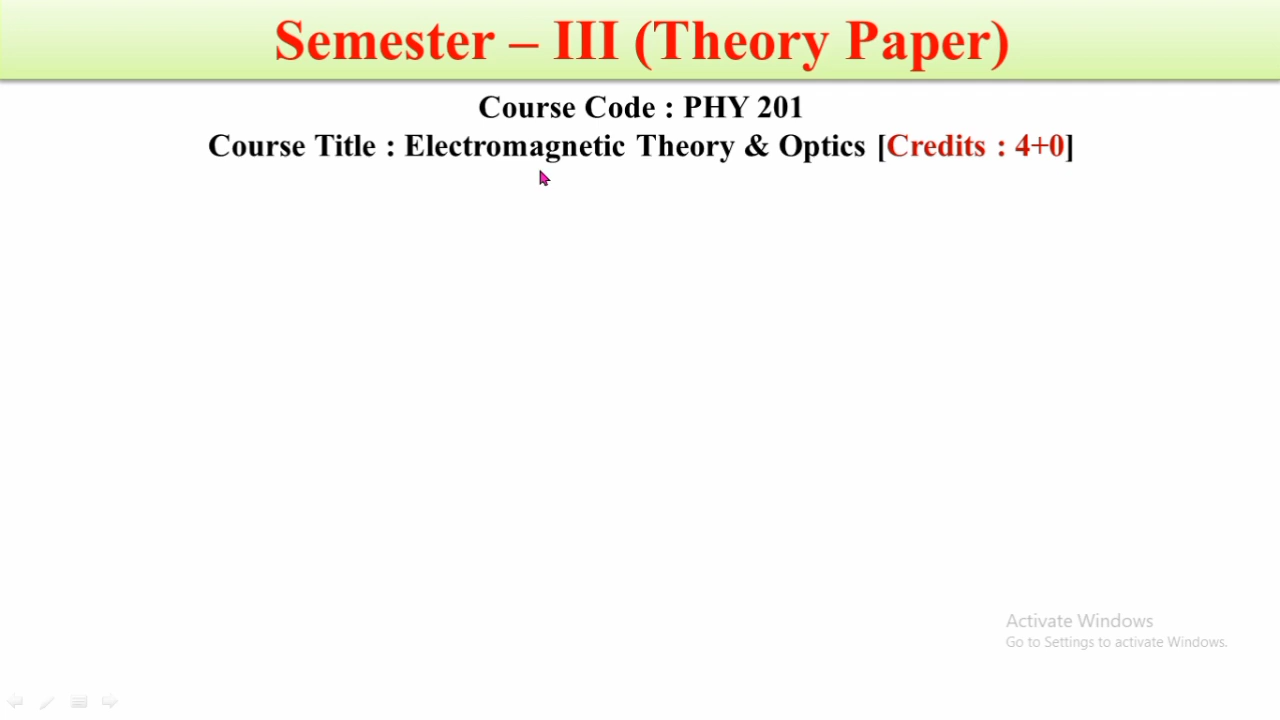 Semester – III (Theory Paper)
Course Code : PHY 201
Course Title : Electromagnetic Theory & Optics [Credits : 4+0]
Activate Windows
Go to Settings to activate Windows.